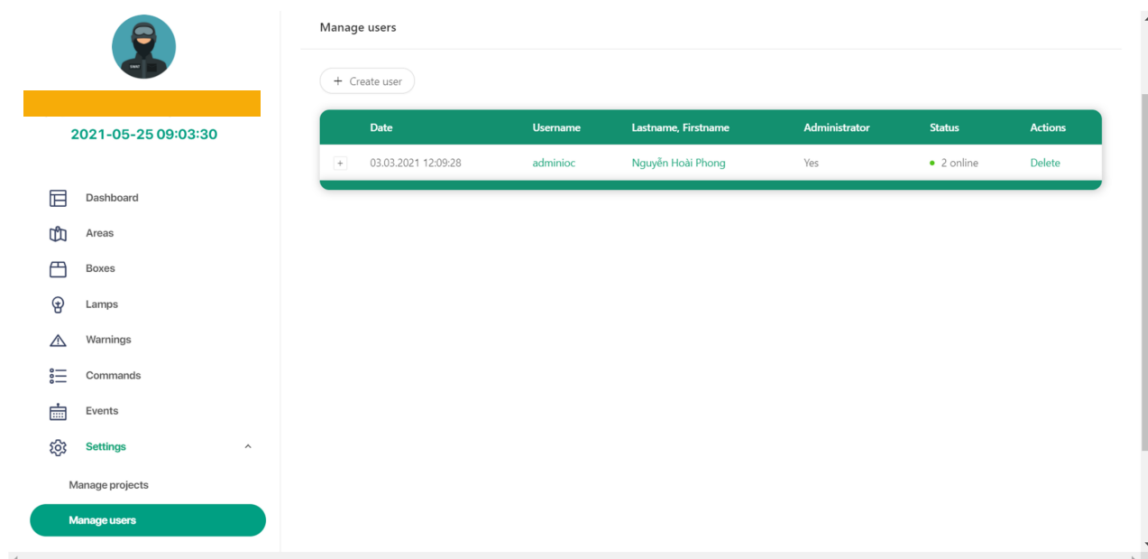 Manage users
+ Create user
2021-05-25 09:03:30
Date Username Lastname, Firstname Administrator Status Actions
+ 03.03.2021 12:09:28 adminioc Nguyễn Hoài Phong Yes 2 online Delete
Dashboard
Areas
Boxes
Lamps
Warnings
Commands
Events
Settings
Manage projects
Manage users